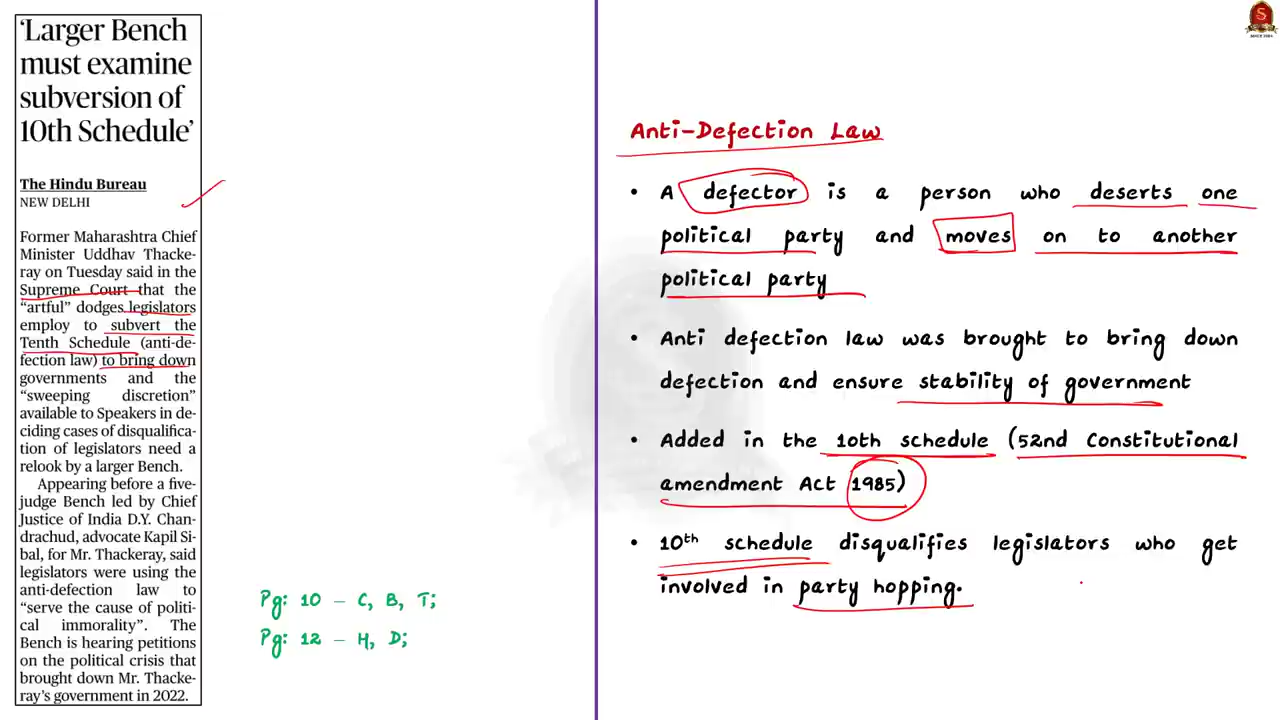 ‘Larger Bench
must examine
subversion of
10th Schedule’
The Hindu Bureau
NEW DELHI
Former Maharashtra Chief
Minister Uddhav Thacke-
ray on Tuesday said in the
Supreme Court that the
“artful” dodges legislators
employ to subvert the
Tenth Schedule (anti-de-
fection law) to bring down
governments and the
“sweeping discretion”
available to Speakers in de-
ciding cases of disqualifica-
tion of legislators need a
relook by a larger Bench.
Appearing before a five-
judge Bench led by Chief
Justice of India D.Y. Chan-
drachud, advocate Kapil Si-
bal, for Mr. Thackeray, said
legislators were using the
anti-defection law to
“serve the cause of politi-
cal immorality”. The
Bench is hearing petitions
on the political crisis that
brought down Mr. Thacke-
ray’s government in 2022.
Pg: 10 – C, B, T;
Pg: 12 – H, D;
Anti-Defection Law
• A defector is a person who deserts one
political party and moves on to another
political party
• Anti defection law was brought to bring down
defection and ensure stability of government
• Added in the 10th schedule (52nd Constitutional
amendment Act 1985)
• 10th schedule disqualifies legislators who get
involved in party hopping.
S
SINCE 2004